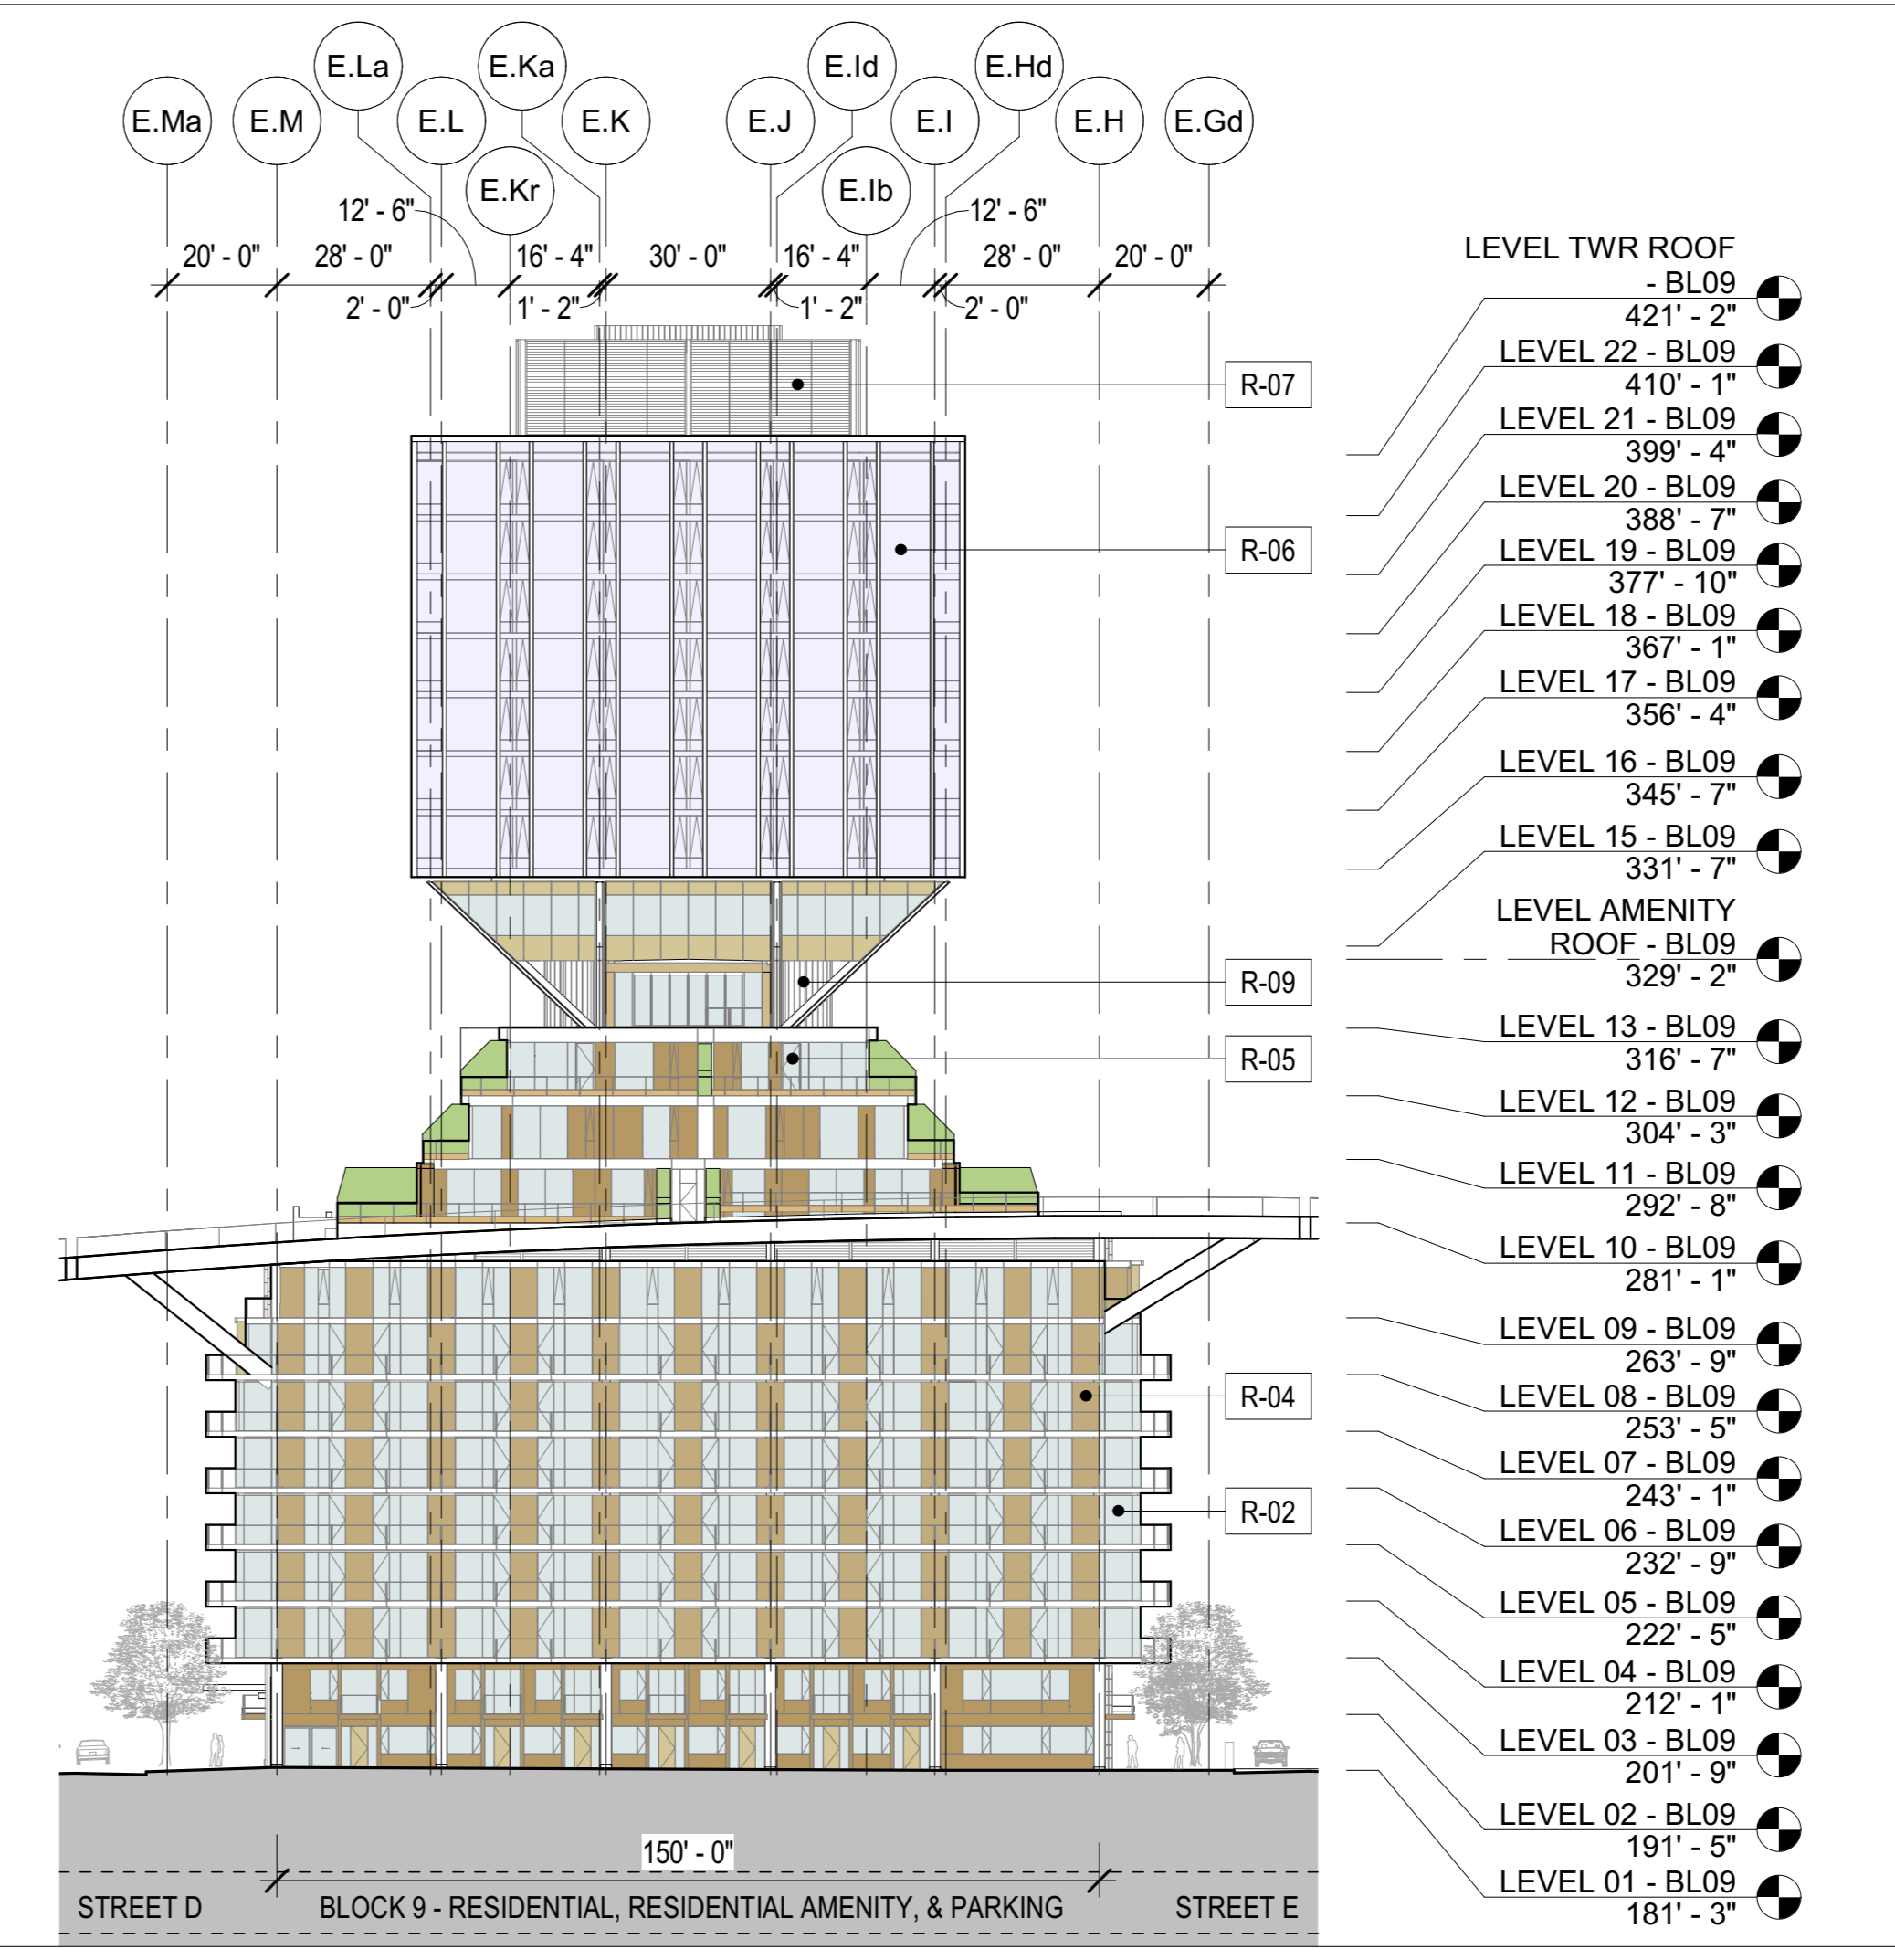 E.La
E.Ka
E.Id
E.Hd
E.Ma
E.M
E.L
E.K
E.J
E.I
E.H
E.Gd
E.Kr
E.Ib
12' - 6"
12' - 6"
20' - 0"
28' - 0"
16' - 4"
30' - 0"
16' - 4"
28' - 0"
20' - 0"
2' - 0"
1' - 2"
1' - 2"
2' - 0"
R-07
R-06
R-09
R-05
R-04
R-02
LEVEL TWR ROOF
- BL09
421' - 2"
LEVEL 22 - BL09
410' - 1"
LEVEL 21 - BL09
399' - 4"
LEVEL 20 - BL09
388' - 7"
LEVEL 19 - BL09
377' - 10"
LEVEL 18 - BL09
367' - 1"
LEVEL 17 - BL09
356' - 4"
LEVEL 16 - BL09
345' - 7"
LEVEL 15 - BL09
331' - 7"
LEVEL AMENITY
ROOF - BL09
329' - 2"
LEVEL 13 - BL09
316' - 7"
LEVEL 12 - BL09
304' - 3"
LEVEL 11 - BL09
292' - 8"
LEVEL 10 - BL09
281' - 1"
LEVEL 09 - BL09
263' - 9"
LEVEL 08 - BL09
253' - 5"
LEVEL 07 - BL09
243' - 1"
LEVEL 06 - BL09
232' - 9"
LEVEL 05 - BL09
222' - 5"
LEVEL 04 - BL09
212' - 1"
LEVEL 03 - BL09
201' - 9"
LEVEL 02 - BL09
191' - 5"
LEVEL 01 - BL09
181' - 3"
150' - 0"
STREET D
BLOCK 9 - RESIDENTIAL, RESIDENTIAL AMENITY, & PARKING
STREET E